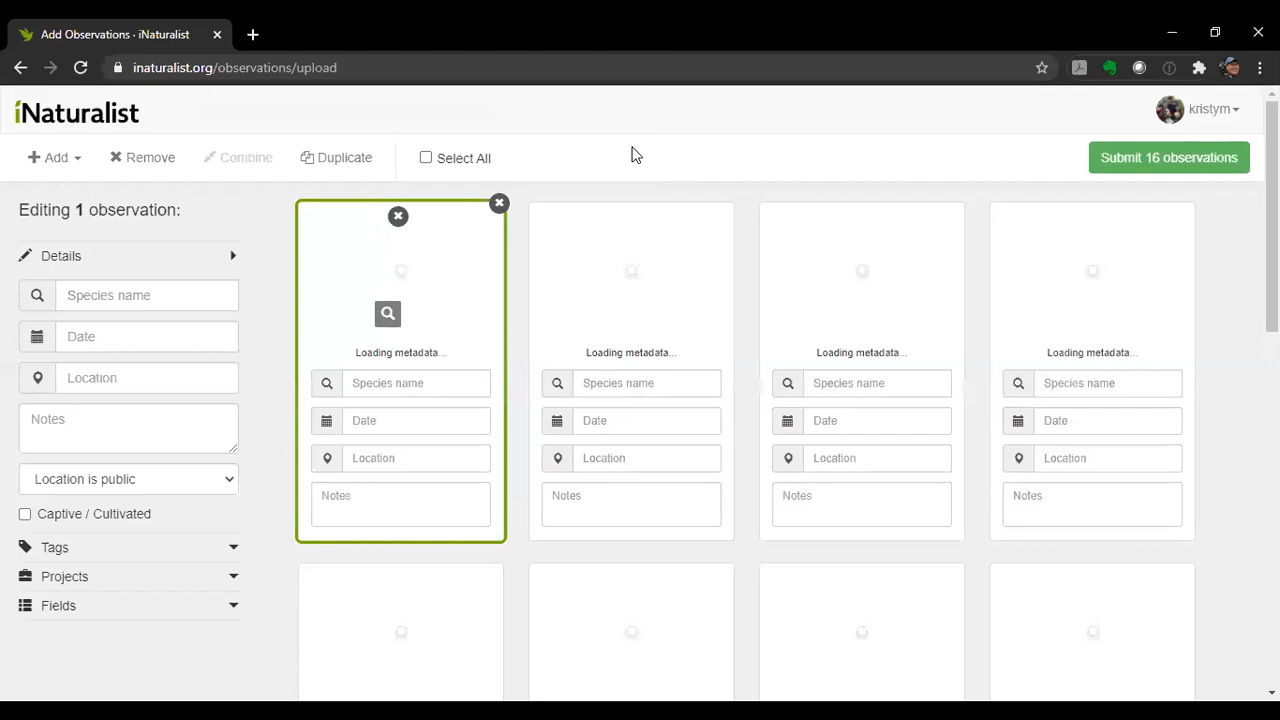 Add Observations · iNaturalist
inaturalist.org/observations/upload
iNaturalist
kristym
Add Remove Combine Duplicate Select All Submit 16 observations
Editing 1 observation:
Details
Species name
Date
Location
Notes
Location is public
Captive / Cultivated
Tags
Projects
Fields
Loading metadata...
Species name
Date
Location
Notes
Loading metadata...
Species name
Date
Location
Notes
Loading metadata...
Species name
Date
Location
Notes
Loading metadata...
Species name
Date
Location
Notes